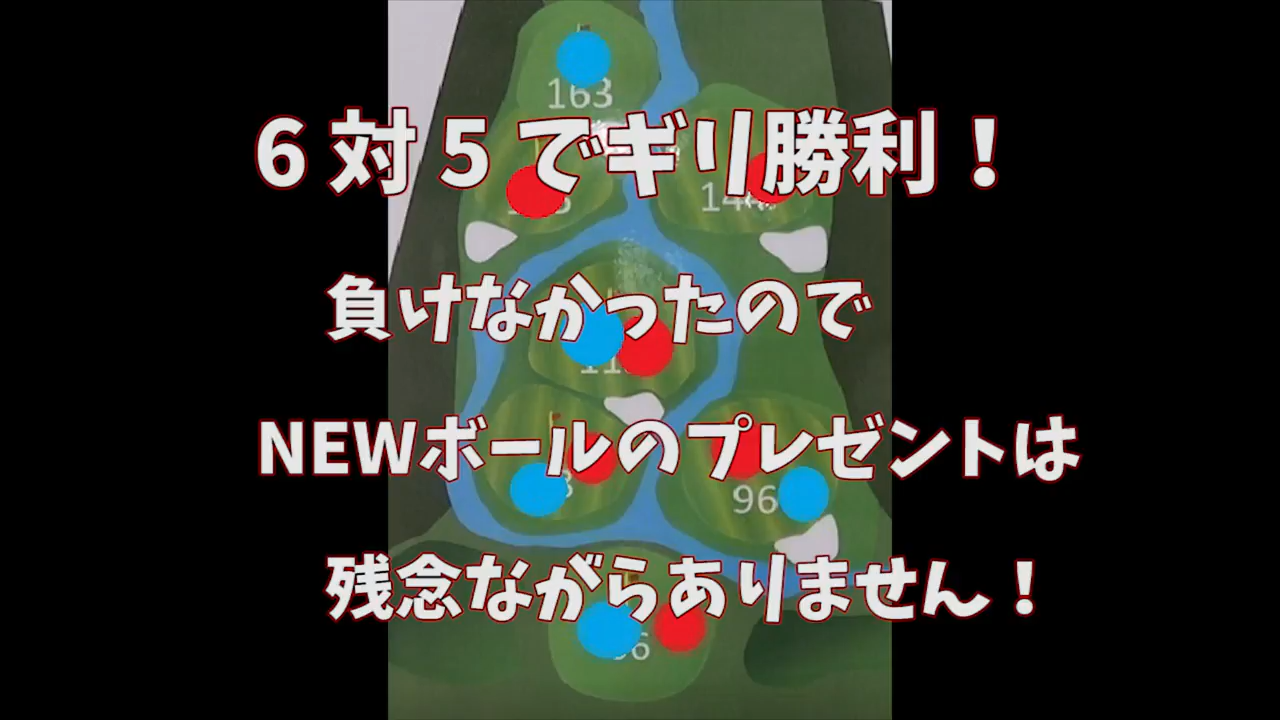 163
6対5でギリ勝利！
負けなかったので
NEWボールのプレゼントは
96
残念ながらありません！